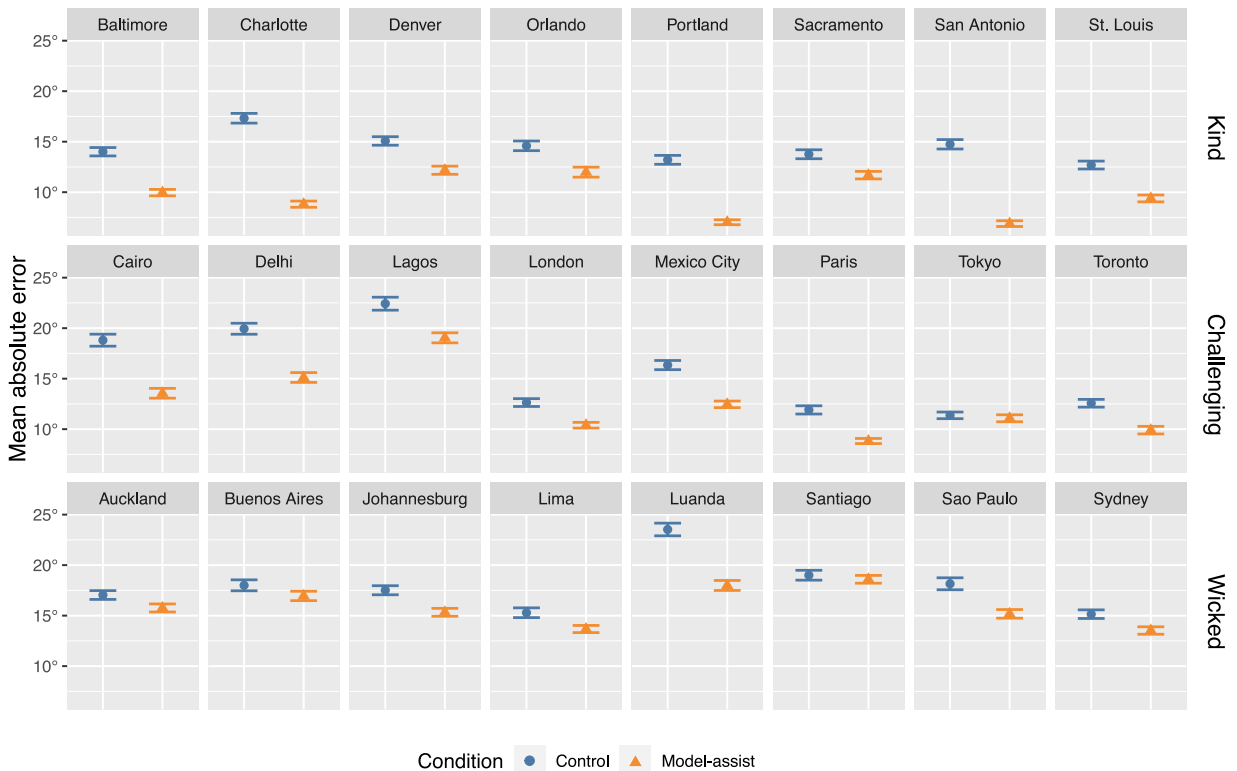 Baltimore Charlotte Denver Orlando Portland Sacramento San Antonio St. Louis
25°
20°
15°
10°
Kind
Cairo Delhi Lagos London Mexico City Paris Tokyo Toronto
25°
20°
15°
10°
Challenging
Mean absolute error
Auckland Buenos Aires Johannesburg Lima Luanda Santiago Sao Paulo Sydney
25°
20°
15°
10°
Wicked
Condition Control Model-assist